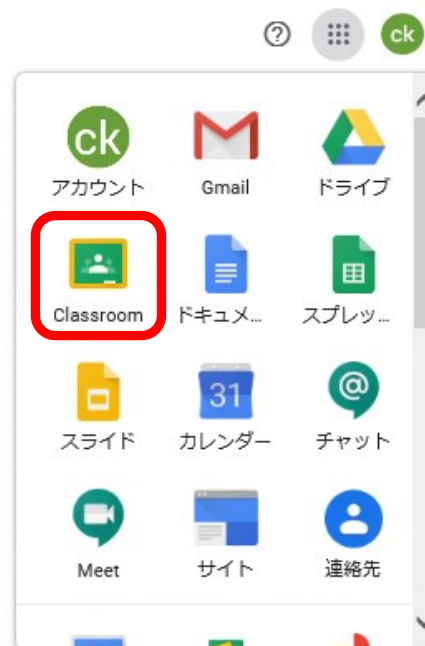 ck
ck
アカウント
Gmail
ドライブ
Classroom
ドキュメ...
スプレッ...
31
スライド
カレンダー
チャット
Meet
サイト
連絡先